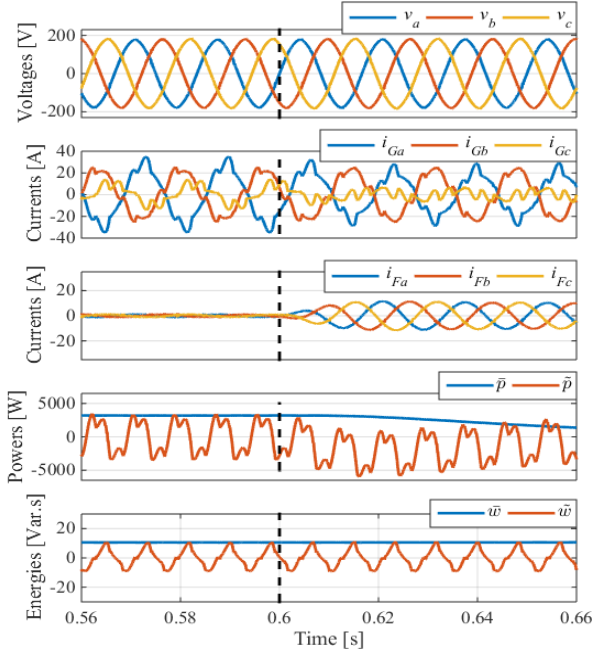 v_a v_b v_c
Voltages [V]
200
0
-200
i_Ga i_Gb i_Gc
Currents [A]
40
20
0
-20
-40
i_Fa i_Fb i_Fc
Currents [A]
20
0
-20
p̄ p̃
Powers [W]
5000
0
-5000
w̄ w̃
Energies [Var.s]
20
0
-20
0.56 0.58 0.6 0.62 0.64 0.66
Time [s]